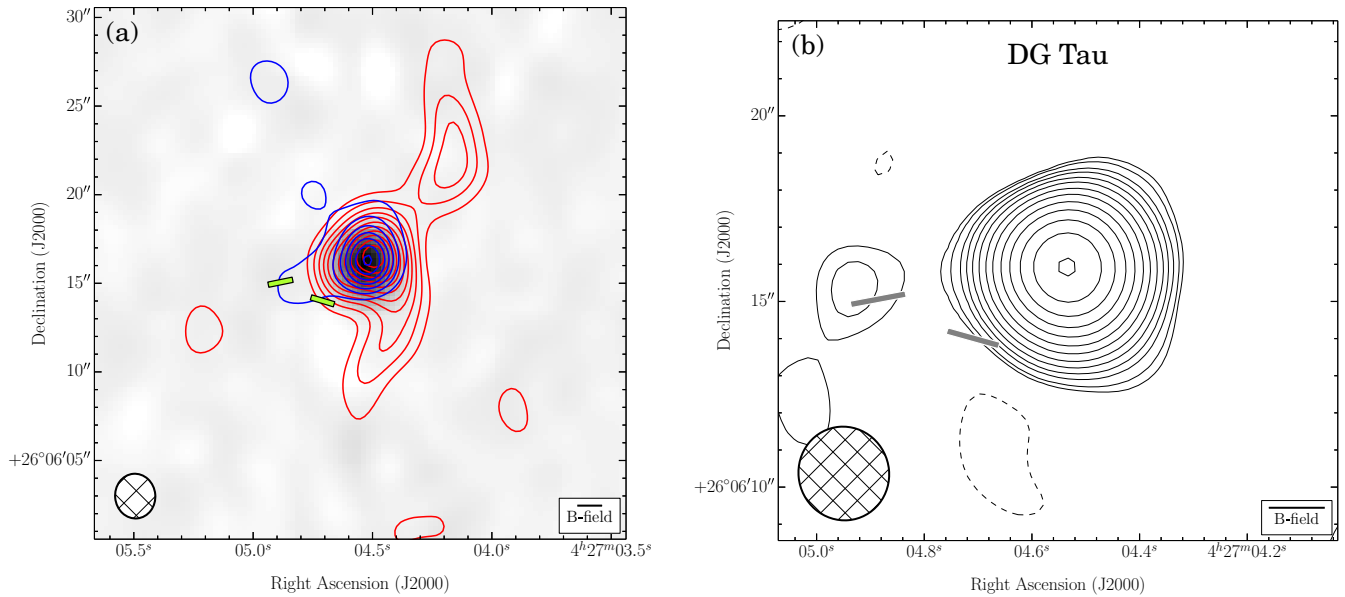 (a)
30″
25″
20″
15″
10″
+26°06′05″
Declination (J2000)
05.5ˢ
05.0ˢ
04.5ˢ
04.0ˢ
4ʰ27ᵐ03.5ˢ
Right Ascension (J2000)
B-field
(b)
DG Tau
20″
15″
+26°06′10″
Declination (J2000)
05.0ˢ
04.8ˢ
04.6ˢ
04.4ˢ
4ʰ27ᵐ04.2ˢ
Right Ascension (J2000)
B-field